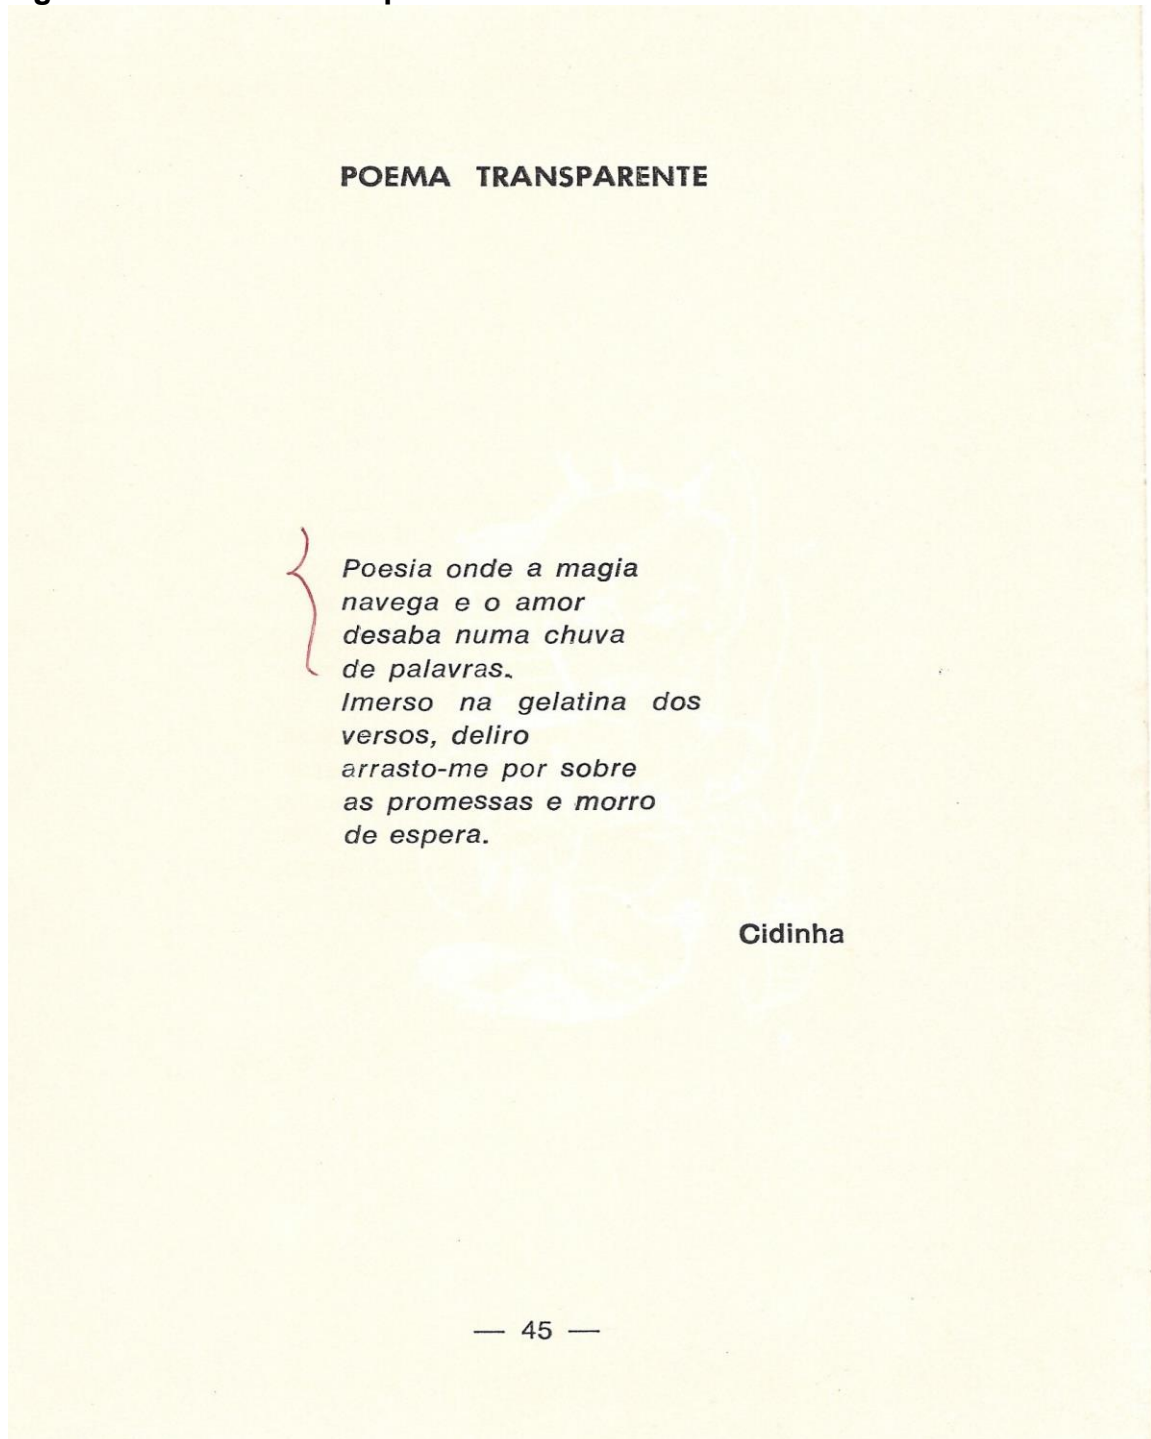 POEMA TRANSPARENTE
Poesia onde a magia
navega e o amor
desaba numa chuva
de palavras.
Imerso na gelatina dos
versos, deliro
arrasto-me por sobre
as promessas e morro
de espera.
Cidinha
— 45 —